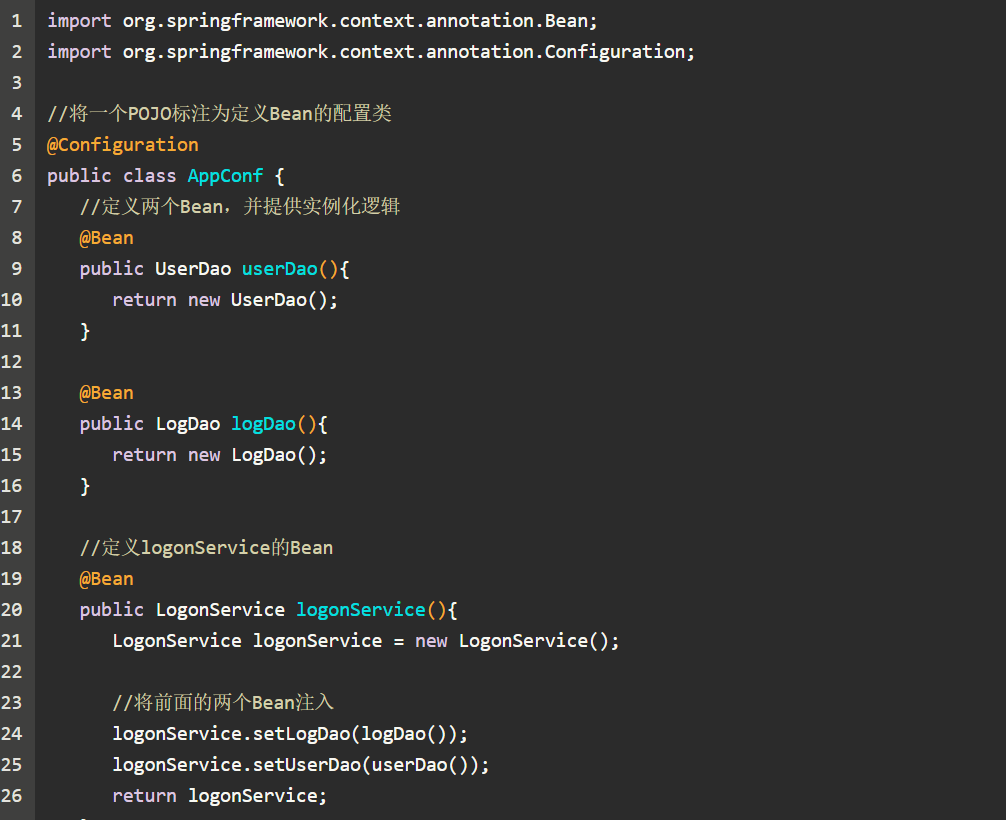 1 import org.springframework.context.annotation.Bean;
2 import org.springframework.context.annotation.Configuration;
3
4 //将一个POJO标注为定义Bean的配置类
5 @Configuration
6 public class AppConf {
7 //定义两个Bean，并提供实例化逻辑
8 @Bean
9 public UserDao userDao(){
10 return new UserDao();
11 }
12
13 @Bean
14 public LogDao logDao(){
15 return new LogDao();
16 }
17
18 //定义logonService的Bean
19 @Bean
20 public LogonService logonService(){
21 LogonService logonService = new LogonService();
22
23 //将前面的两个Bean注入
24 logonService.setLogDao(logDao());
25 logonService.setUserDao(userDao());
26 return logonService;